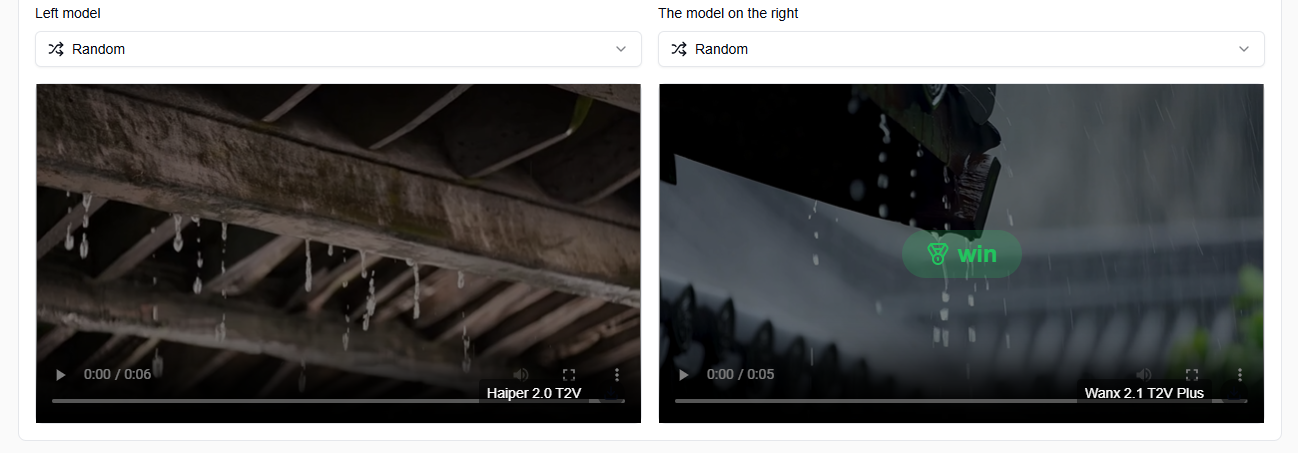 Left model
The model on the right
Random
Random
win
0:00 / 0:06
0:00 / 0:05
Haiper 2.0 T2V
Wanx 2.1 T2V Plus